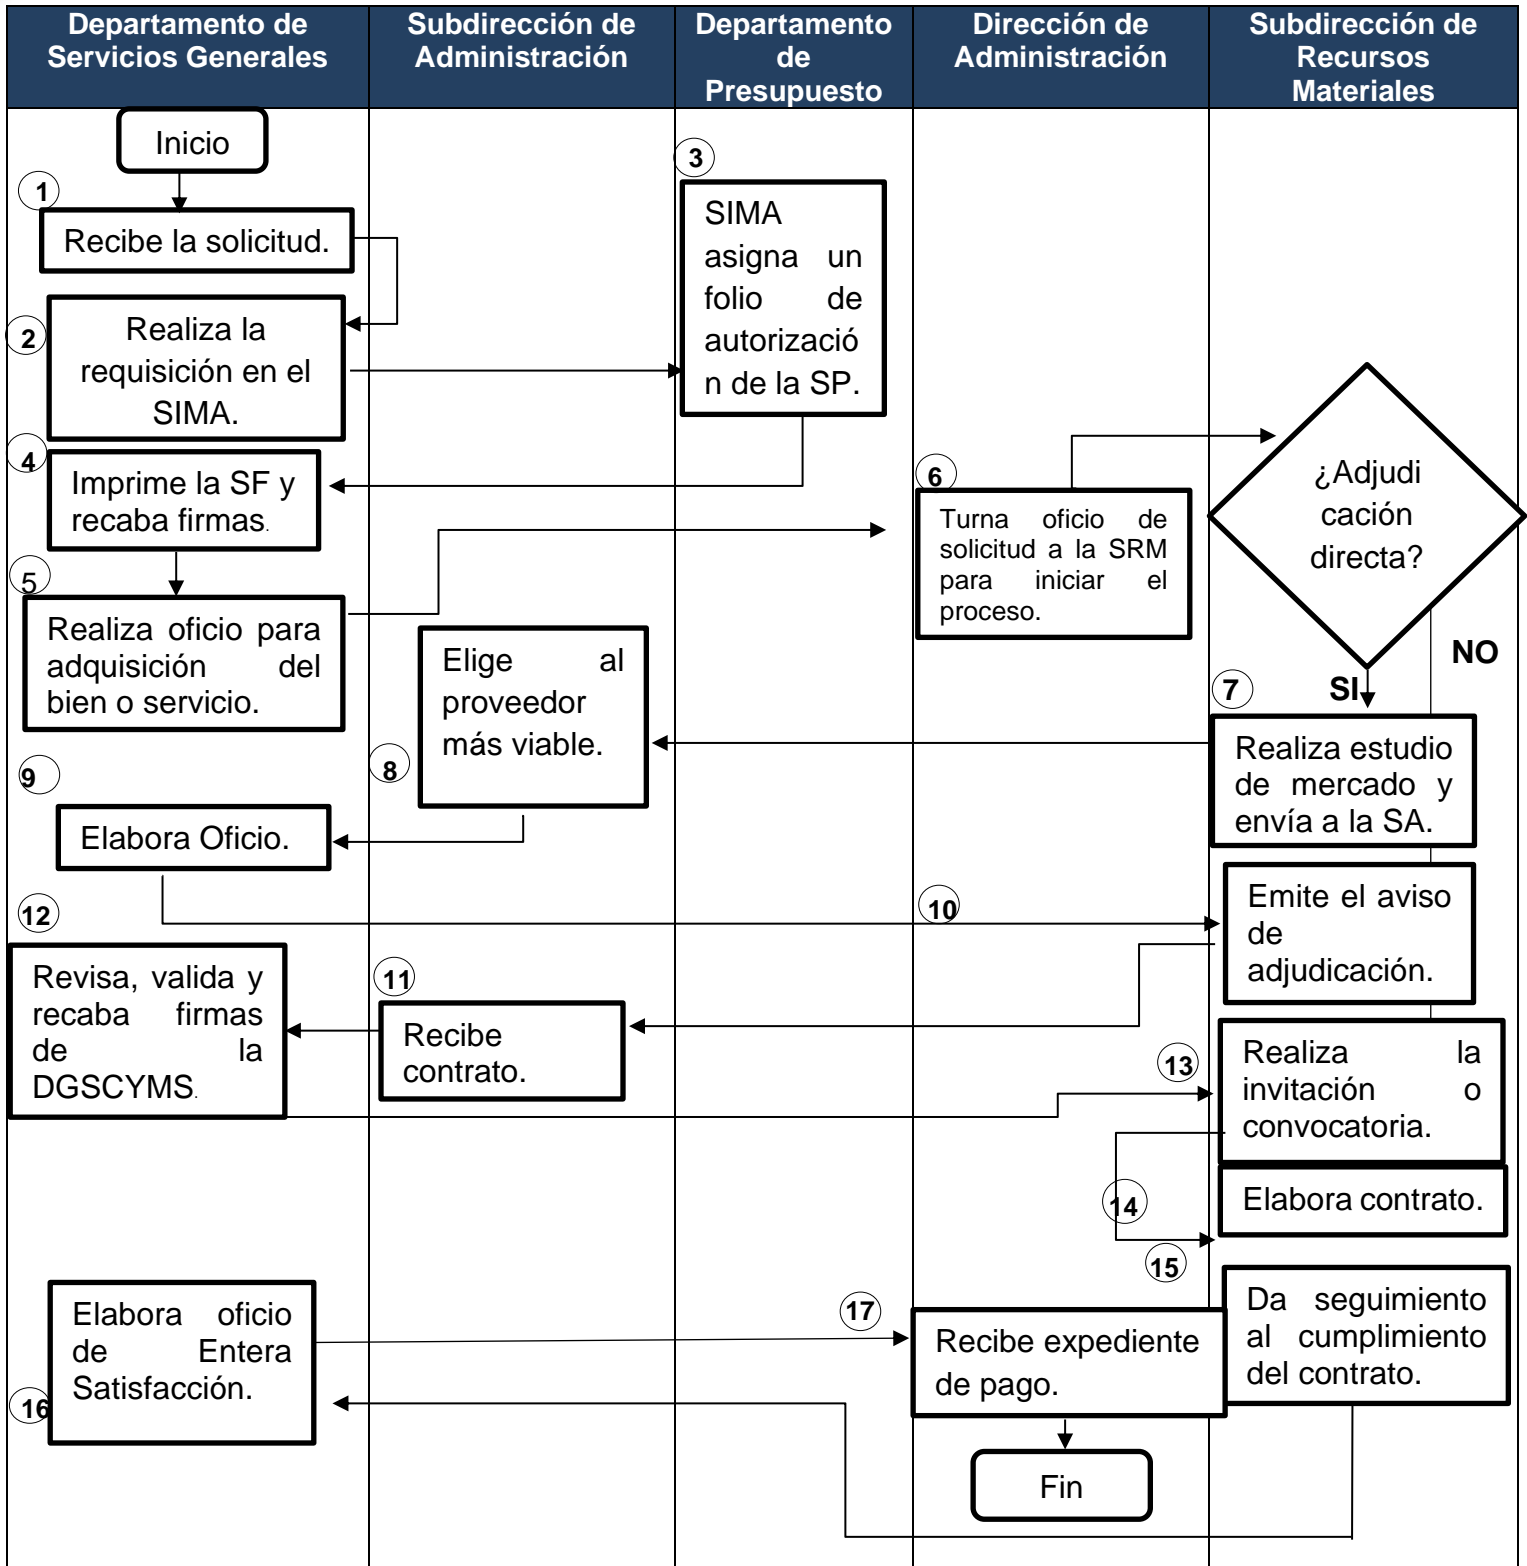 Departamento de
Servicios Generales
Subdirección de
Administración
Departamento
de
Presupuesto
Dirección de
Administración
Subdirección de
Recursos
Materiales
Inicio
1
Recibe la solicitud.
2
Realiza la
requisición en el
SIMA.
3
SIMA
asigna un
folio de
autorizació
n de la SP.
4
Imprime la SF y
recaba firmas.
5
Realiza oficio para
adquisición del
bien o servicio.
6
Turna oficio de
solicitud a la SRM
para iniciar el
proceso.
¿Adjudi
cación
directa?
NO
SI
7
Realiza estudio
de mercado y
envía a la SA.
Elige al
proveedor
más viable.
8
9
Elabora Oficio.
10
Emite el aviso
de
adjudicación.
11
Recibe
contrato.
12
Revisa, valida y
recaba firmas
de la
DGSCYMS.
13
Realiza la
invitación o
convocatoria.
14
Elabora contrato.
15
Da seguimiento
al cumplimiento
del contrato.
Elabora oficio
de Entera
Satisfacción.
16
17
Recibe expediente
de pago.
Fin